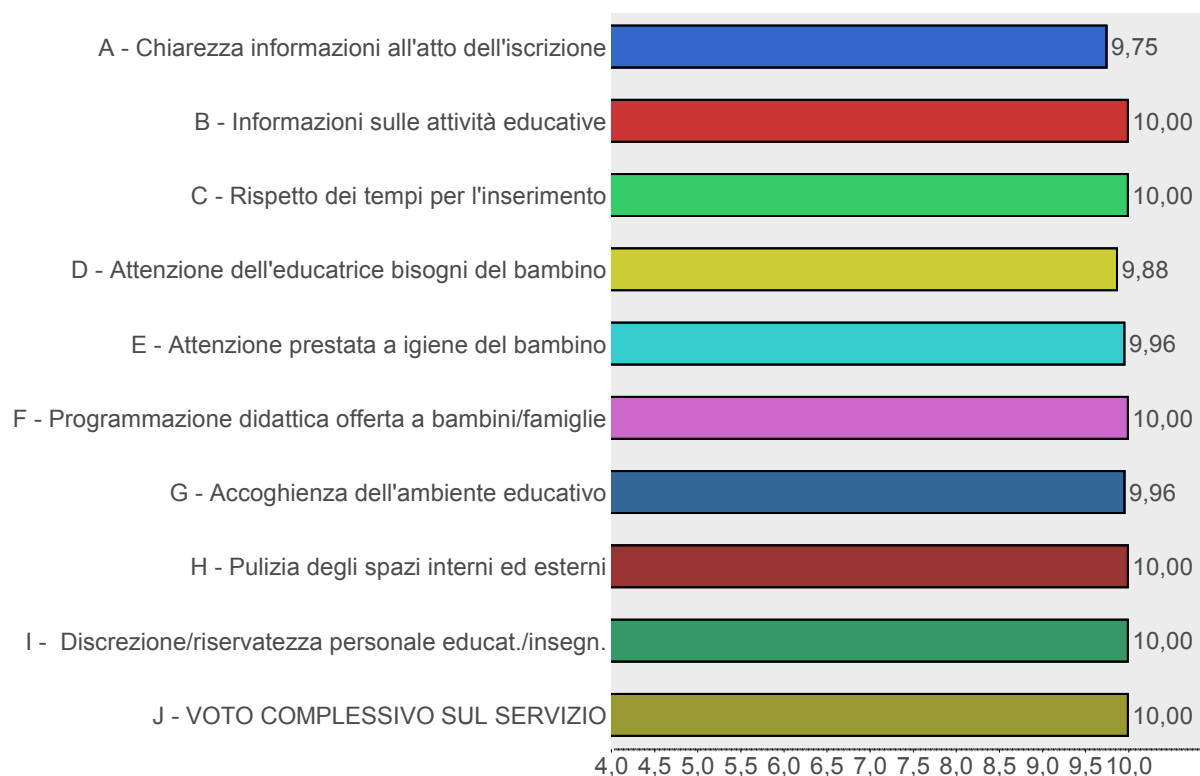 A - Chiarezza informazioni all'atto dell'iscrizione 9,75
B - Informazioni sulle attività educative 10,00
C - Rispetto dei tempi per l'inserimento 10,00
D - Attenzione dell'educatrice bisogni del bambino 9,88
E - Attenzione prestata a igiene del bambino 9,96
F - Programmazione didattica offerta a bambini/famiglie 10,00
G - Accoghienza dell'ambiente educativo 9,96
H - Pulizia degli spazi interni ed esterni 10,00
I -  Discrezione/riservatezza personale educat./insegn. 10,00
J - VOTO COMPLESSIVO SUL SERVIZIO 10,00
4,0 4,5 5,0 5,5 6,0 6,5 7,0 7,5 8,0 8,5 9,0 9,5 10,0